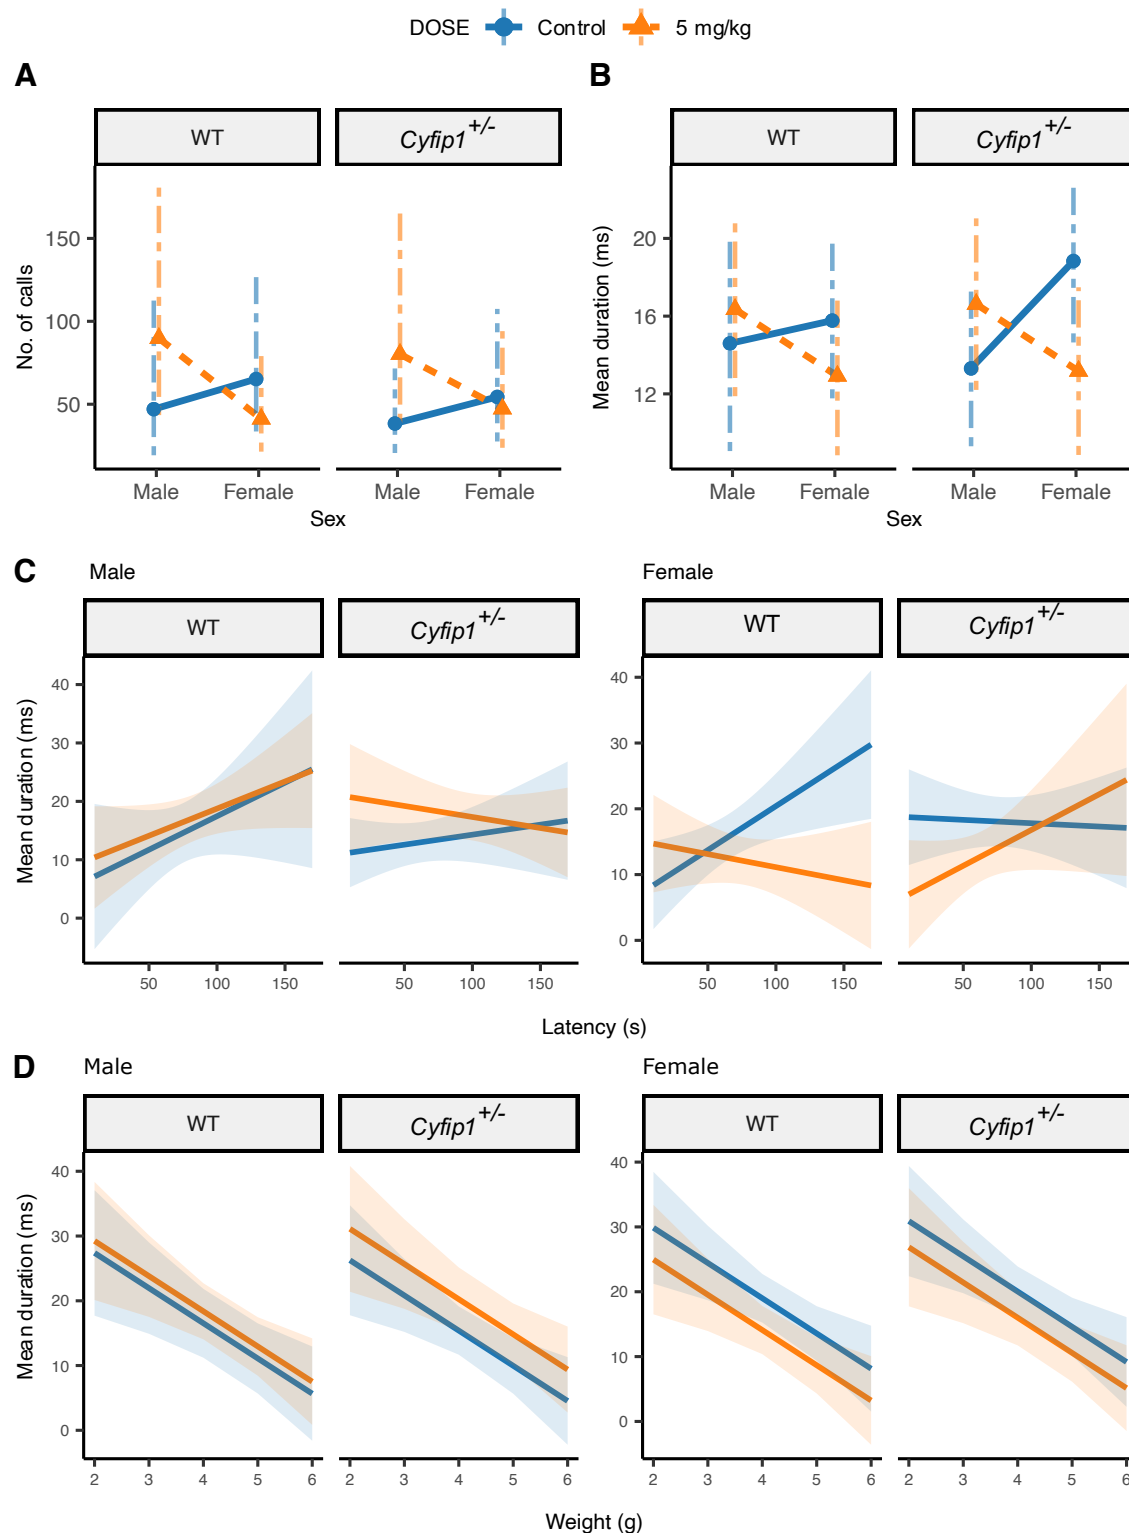 DOSE Control 5 mg/kg
A B
WT Cyfip1+/- WT Cyfip1+/-
No. of calls
150
100
50
Mean duration (ms)
20
16
12
Male Female Male Female Male Female Male Female
Sex Sex
C Male Female
WT Cyfip1+/- WT Cyfip1+/-
Mean duration (ms)
40 40
30 30
20 20
10 10
0 0
50 100 150 50 100 150 50 100 150 50 100 150
Latency (s)
D Male Female
WT Cyfip1+/- WT Cyfip1+/-
Mean duration (ms)
40 40
30 30
20 20
10 10
0 0
2 3 4 5 6 2 3 4 5 6 2 3 4 5 6 2 3 4 5 6
Weight (g)